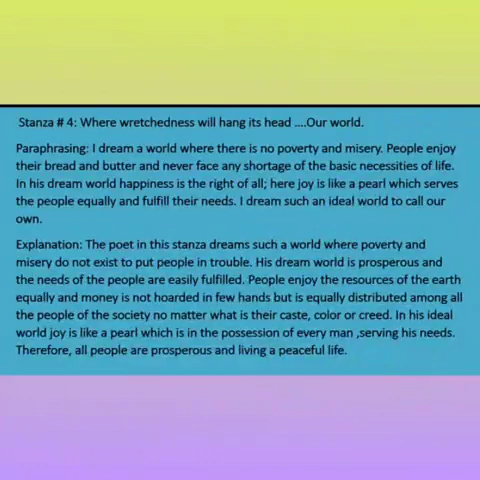 Stanza # 4: Where wretchedness will hang its head ....Our world.
Paraphrasing: I dream a world where there is no poverty and misery. People enjoy
their bread and butter and never face any shortage of the basic necessities of life.
In his dream world happiness is the right of all; here joy is like a pearl which serves
the people equally and fulfill their needs. I dream such an ideal world to call our
own.
Explanation: The poet in this stanza dreams such a world where poverty and
misery do not exist to put people in trouble. His dream world is prosperous and
the needs of the people are easily fulfilled. People enjoy the resources of the earth
equally and money is not hoarded in few hands but is equally distributed among all
the people of the society no matter what is their caste, color or creed. In his ideal
world joy is like a pearl which is in the possession of every man ,serving his needs.
Therefore, all people are prosperous and living a peaceful life.